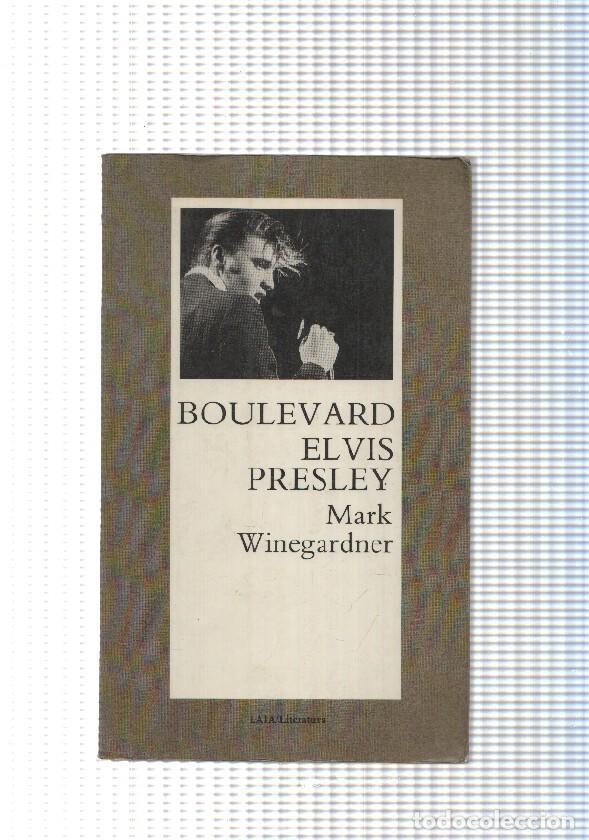 BOULEVARD
ELVIS
PRESLEY
Mark
Winegardner
LAIA/Literatura
todocoleccion